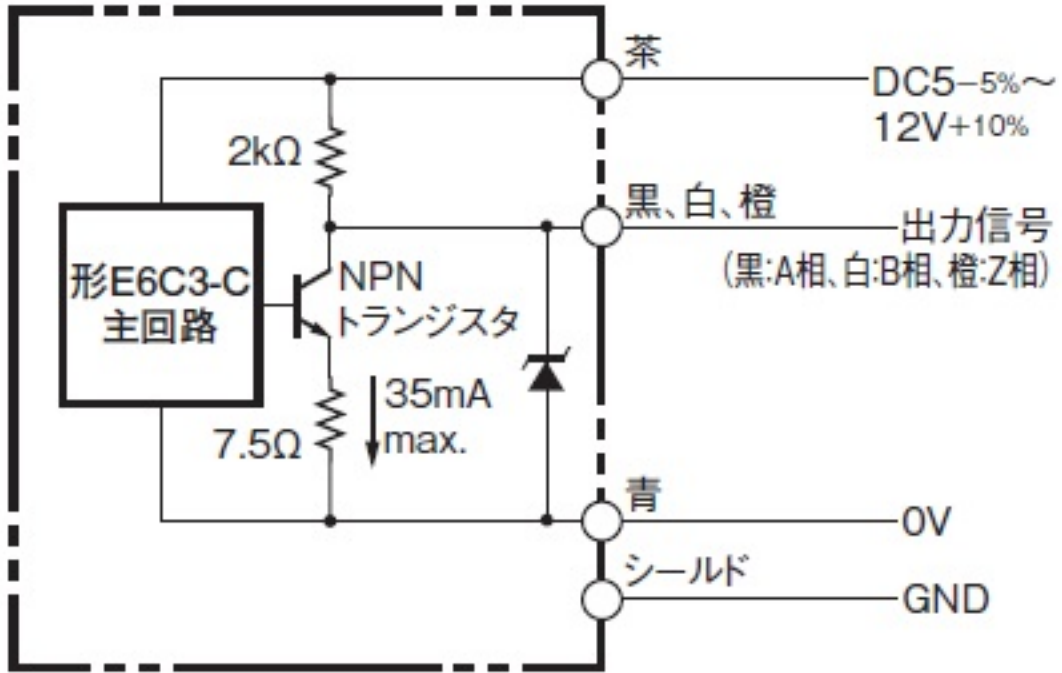 茶
DC5−5%～
12V+10%
2kΩ
黒、白、橙
出力信号
(黒:A相、白:B相、橙:Z相)
形E6C3-C
主回路
NPN
トランジスタ
35mA
max.
7.5Ω
青
0V
シールド
GND